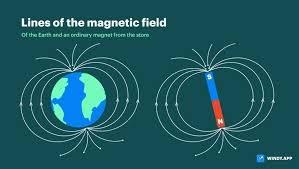 Lines of the magnetic field
Of the Earth and an ordinary magnet from the store
S
N
WINDY.APP